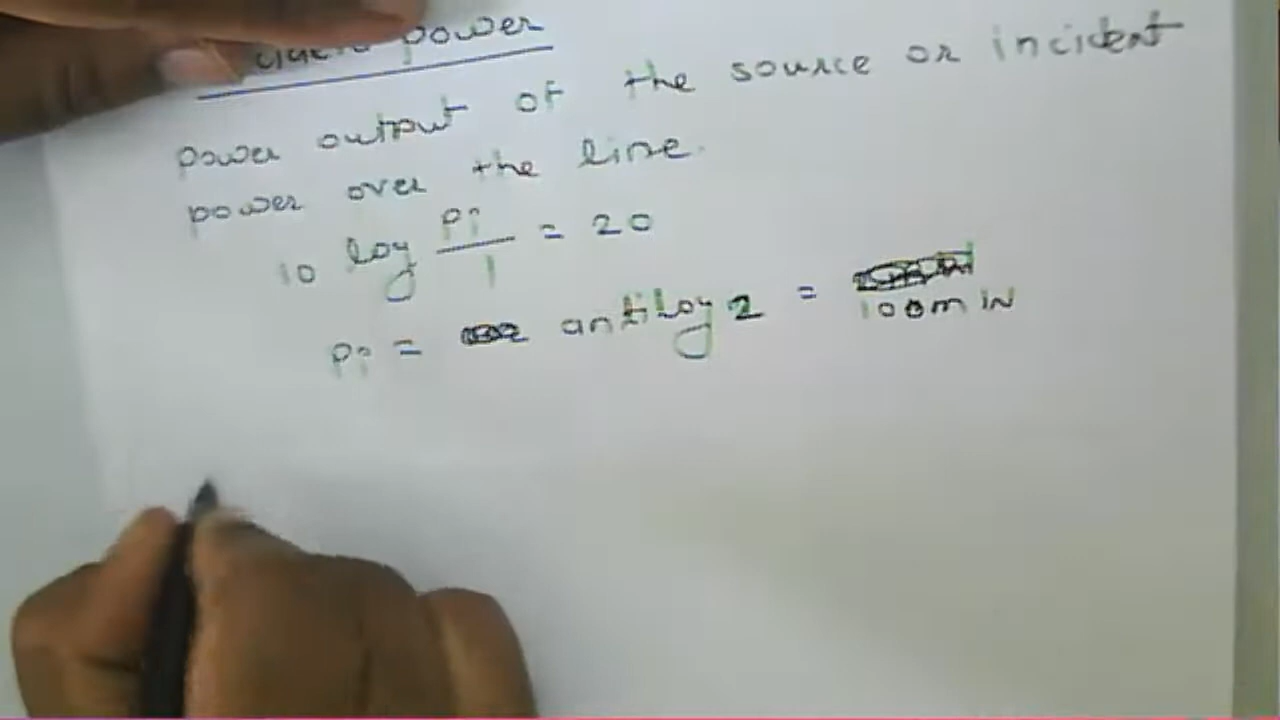 power
power output of the source or incident
power over the line.
10 log Pi/1 = 20
Pi = antilog 2 = 100mW